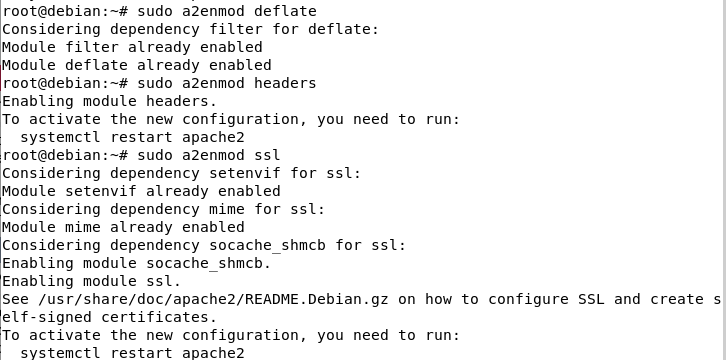 root@debian:~# sudo a2enmod deflate
Considering dependency filter for deflate:
Module filter already enabled
Module deflate already enabled
root@debian:~# sudo a2enmod headers
Enabling module headers.
To activate the new configuration, you need to run:
  systemctl restart apache2
root@debian:~# sudo a2enmod ssl
Considering dependency setenvif for ssl:
Module setenvif already enabled
Considering dependency mime for ssl:
Module mime already enabled
Considering dependency socache_shmcb for ssl:
Enabling module socache_shmcb.
Enabling module ssl.
See /usr/share/doc/apache2/README.Debian.gz on how to configure SSL and create s
elf-signed certificates.
To activate the new configuration, you need to run:
  systemctl restart apache2